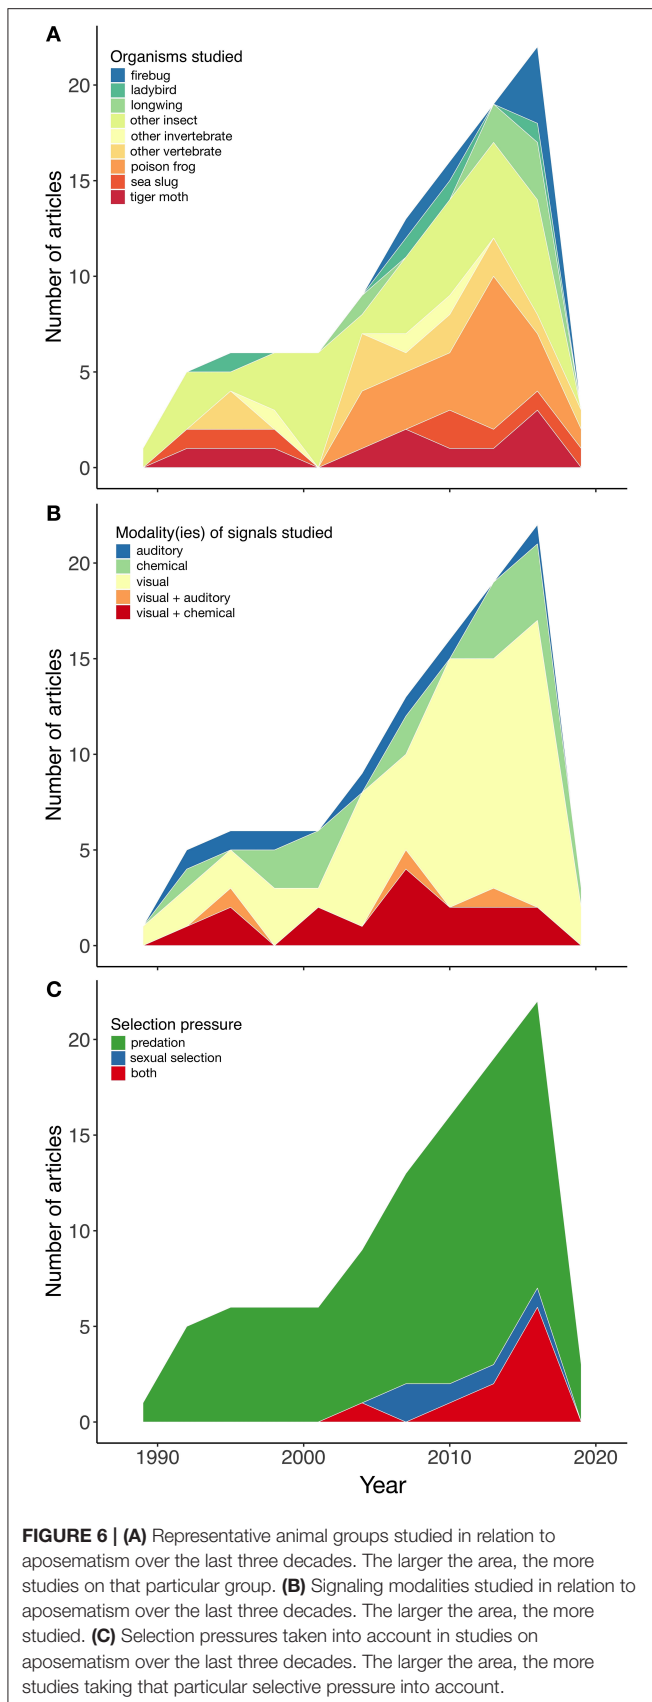 A
Organisms studied
firebug
ladybird
longwing
other insect
other invertebrate
other vertebrate
poison frog
sea slug
tiger moth
Number of articles
20
15
10
5
0
B
Modality(ies) of signals studied
auditory
chemical
visual
visual + auditory
visual + chemical
Number of articles
20
15
10
5
0
C
Selection pressure
predation
sexual selection
both
Number of articles
20
15
10
5
0
1990 2000 2010 2020
Year
FIGURE 6 | (A) Representative animal groups studied in relation to
aposematism over the last three decades. The larger the area, the more
studies on that particular group. (B) Signaling modalities studied in relation to
aposematism over the last three decades. The larger the area, the more
studied. (C) Selection pressures taken into account in studies on
aposematism over the last three decades. The larger the area, the more
studies taking that particular selective pressure into account.